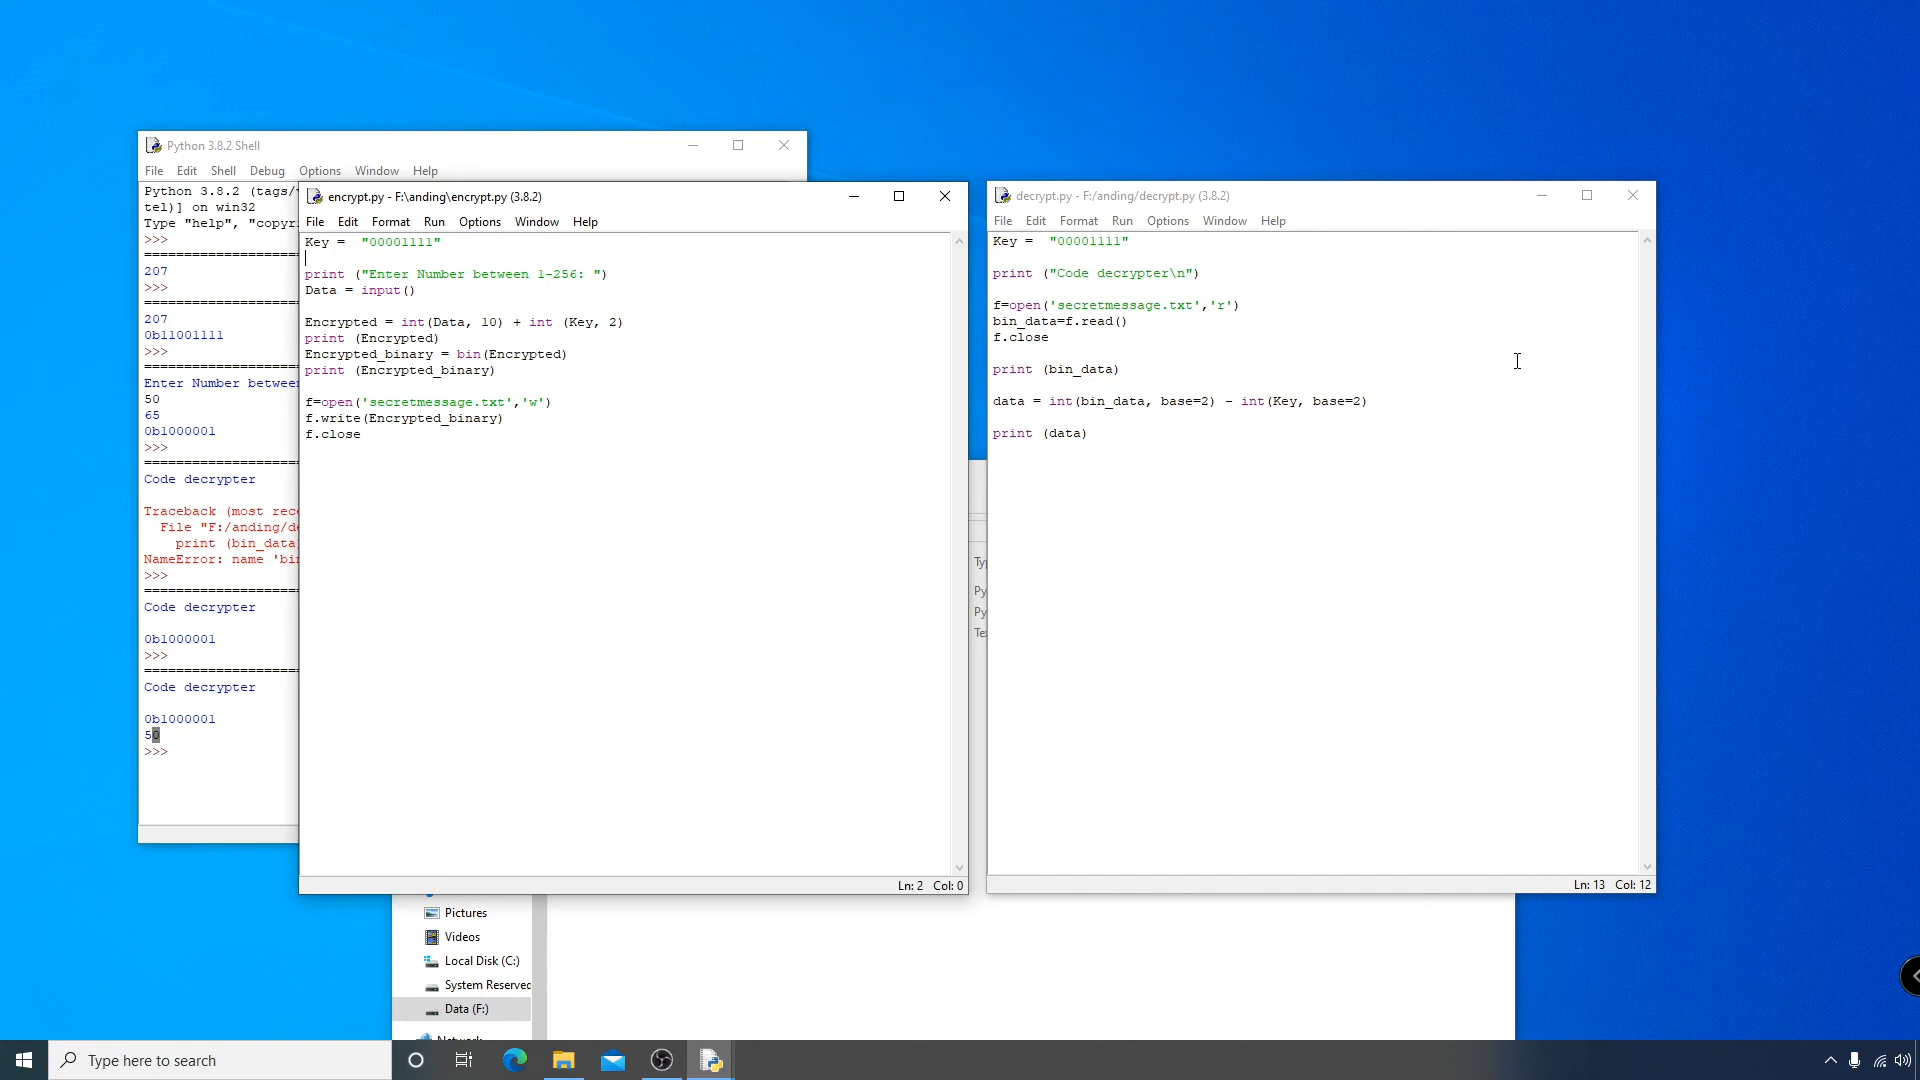 Python 3.8.2 Shell
File Edit Shell Debug Options Window Help
Python 3.8.2 (tags/
tel)] on win32
Type "help", "copyr
>>>
207
>>>
207
0b11001111
>>>
Enter Number betwee
50
65
0b1000001
>>>
Code decrypter
Traceback (most rec
File "F:/anding/d
print (bin_data
NameError: name 'bi
>>>
Code decrypter
0b1000001
>>>
Code decrypter
0b1000001
50
>>>
encrypt.py - F:\anding\encrypt.py (3.8.2)
File Edit Format Run Options Window Help
Key =  "00001111"
print ("Enter Number between 1-256: ")
Data = input()
Encrypted = int(Data, 10) + int (Key, 2)
print (Encrypted)
Encrypted_binary = bin(Encrypted)
print (Encrypted_binary)
f=open('secretmessage.txt','w')
f.write(Encrypted_binary)
f.close
Ln: 2 Col: 0
decrypt.py - F:/anding/decrypt.py (3.8.2)
File Edit Format Run Options Window Help
Key =  "00001111"
print ("Code decrypter\n")
f=open('secretmessage.txt','r')
bin_data=f.read()
f.close
print (bin_data)
data = int(bin_data, base=2) - int(Key, base=2)
print (data)
Ln: 13 Col: 12
Ty
Py
Py
Te
Pictures
Videos
Local Disk (C:)
System Reserved
Data (F:)
Network
Type here to search